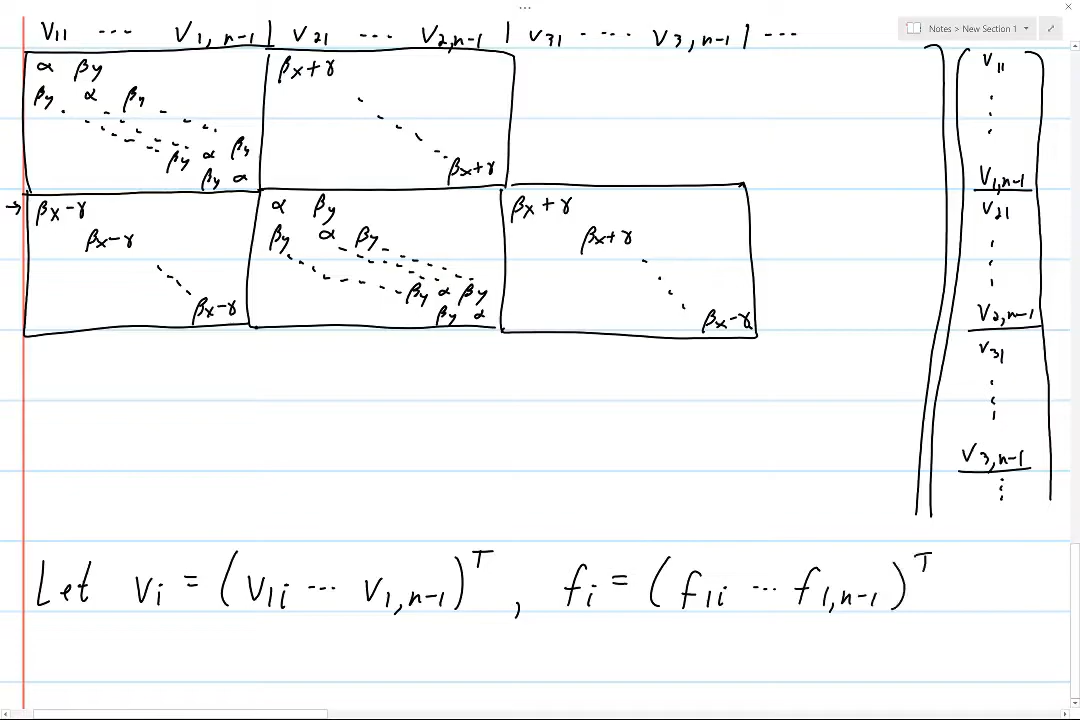 v₁₁ ... v₁,ₙ₋₁ | v₂₁ ... v₂,ₙ₋₁ | v₃₁ .... v₃,ₙ₋₁ | ...
Notes > New Section 1
α βy
βy α βy
βy α βy
βy α
βx+γ
βx+γ
→ βx-γ
βx-γ
βx-γ
α βy
βy α βy
βy α βy
βy α
βx+γ
βx+γ
βx-γ
v₁₁
⋮
v₁,ₙ₋₁
v₂₁
⋮
v₂,ₙ₋₁
v₃₁
⋮
v₃,ₙ₋₁
⋮
Let vi = (v₁i ... v₁,ₙ₋₁)ᵀ, fi = (f₁i ... f₁,ₙ₋₁)ᵀ